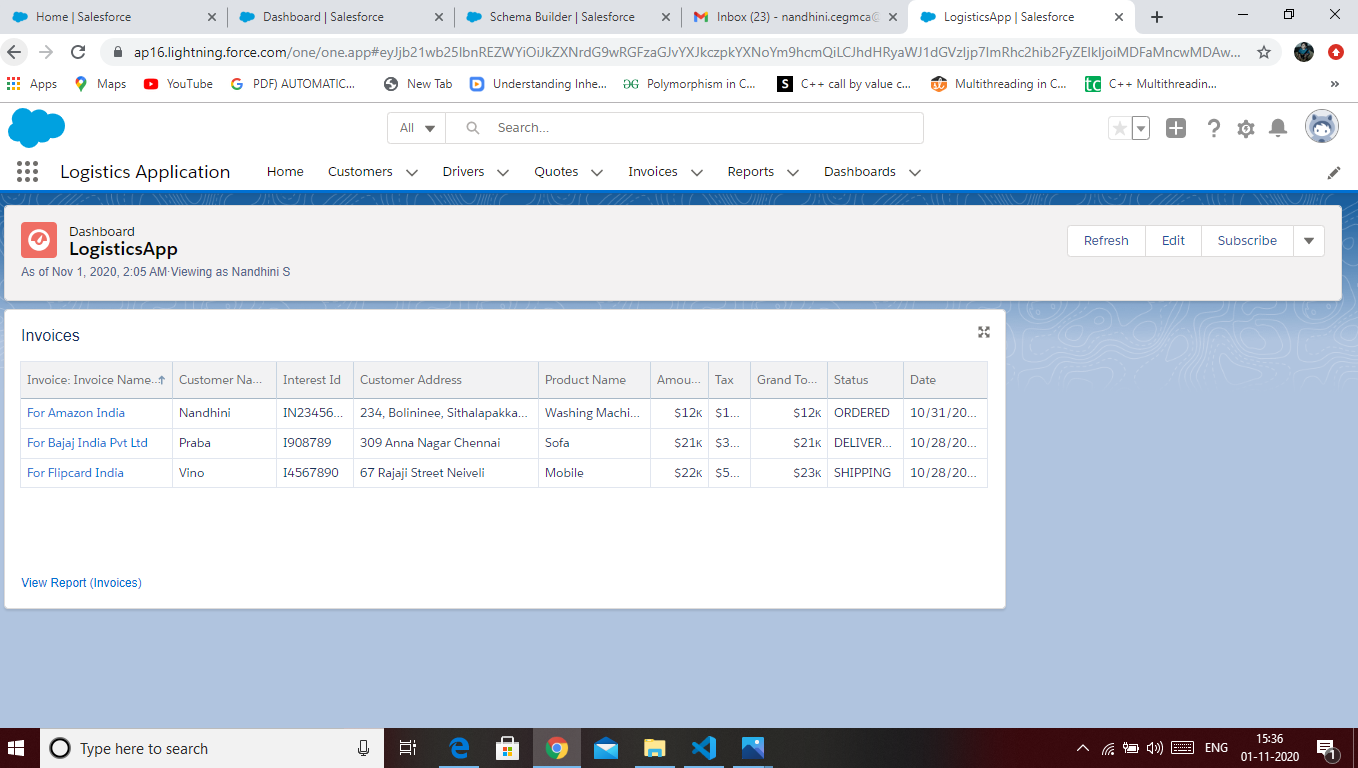 Home | Salesforce
Dashboard | Salesforce
Schema Builder | Salesforce
Inbox (23) - nandhini.cegmca@
LogisticsApp | Salesforce
ap16.lightning.force.com/one/one.app#
Apps
Maps
YouTube
PDF) AUTOMATIC...
New Tab
Understanding Inhe...
Polymorphism in C...
C++ call by value c...
Multithreading in C...
C++ Multithreadin...
All
Search...
Logistics Application
Home
Customers
Drivers
Quotes
Invoices
Reports
Dashboards
Dashboard
LogisticsApp
As of Nov 1, 2020, 2:05 AM·Viewing as Nandhini S
Refresh
Edit
Subscribe
Invoices
Invoice: Invoice Name.. Customer Na... Interest Id Customer Address Product Name Amou... Tax Grand To... Status Date
For Amazon India Nandhini IN23456... 234, Bolininee, Sithalapakka... Washing Machi... $12K $1... $12K ORDERED 10/31/20...
For Bajaj India Pvt Ltd Praba I908789 309 Anna Nagar Chennai Sofa $21K $3... $21K DELIVER... 10/28/20...
For Flipcard India Vino I4567890 67 Rajaji Street Neiveli Mobile $22K $5... $23K SHIPPING 10/28/20...
View Report (Invoices)
Type here to search
ENG
15:36
01-11-2020
1